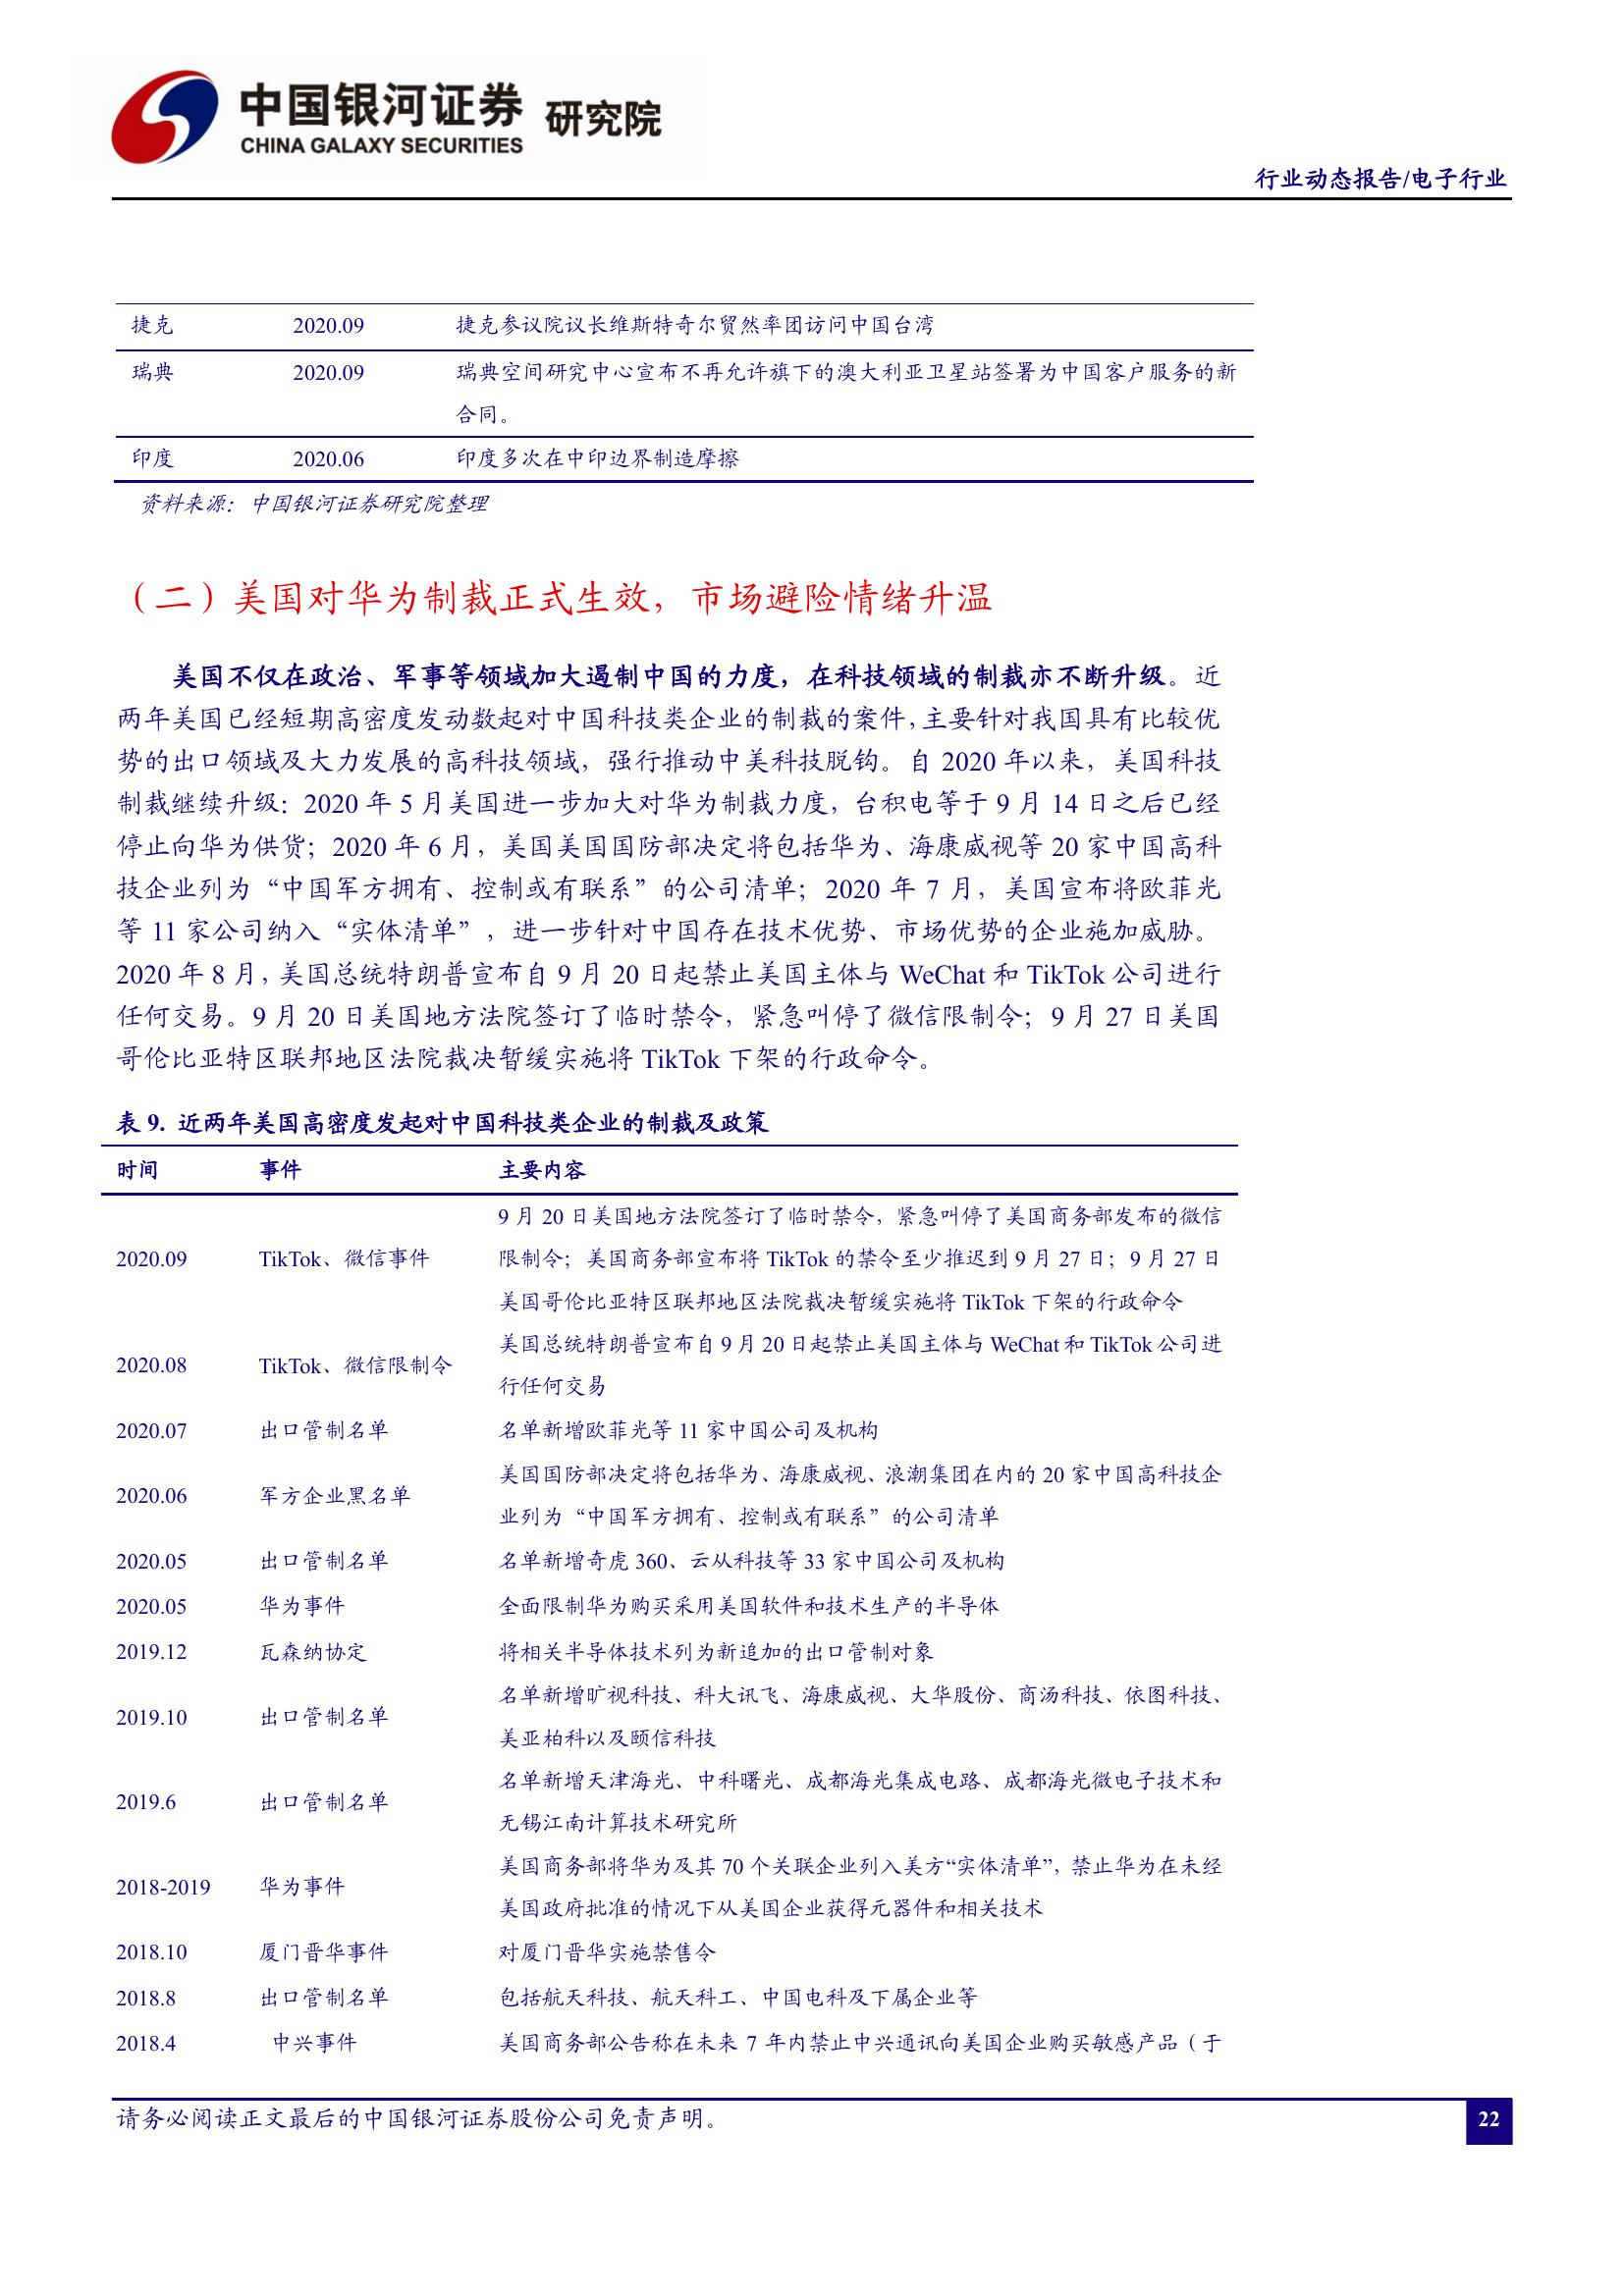 中国银河证券 研究院
CHINA GALAXY SECURITIES
行业动态报告/电子行业
捷克 2020.09 捷克参议院议长维斯特奇尔贸然率团访问中国台湾
瑞典 2020.09 瑞典空间研究中心宣布不再允许旗下的澳大利亚卫星站签署为中国客户服务的新
合同。
印度 2020.06 印度多次在中印边界制造摩擦
资料来源：中国银河证券研究院整理
（二）美国对华为制裁正式生效，市场避险情绪升温
美国不仅在政治、军事等领域加大遏制中国的力度，在科技领域的制裁亦不断升级。近
两年美国已经短期高密度发动数起对中国科技类企业的制裁的案件，主要针对我国具有比较优
势的出口领域及大力发展的高科技领域，强行推动中美科技脱钩。自 2020 年以来，美国科技
制裁继续升级：2020 年 5 月美国进一步加大对华为制裁力度，台积电等于 9 月 14 日之后已经
停止向华为供货；2020 年 6 月，美国美国国防部决定将包括华为、海康威视等 20 家中国高科
技企业列为“中国军方拥有、控制或有联系”的公司清单；2020 年 7 月，美国宣布将欧菲光
等 11 家公司纳入“实体清单”，进一步针对中国存在技术优势、市场优势的企业施加威胁。
2020 年 8 月，美国总统特朗普宣布自 9 月 20 日起禁止美国主体与 WeChat 和 TikTok 公司进行
任何交易。9 月 20 日美国地方法院签订了临时禁令，紧急叫停了微信限制令；9 月 27 日美国
哥伦比亚特区联邦地区法院裁决暂缓实施将 TikTok 下架的行政命令。
表 9. 近两年美国高密度发起对中国科技类企业的制裁及政策
时间 事件 主要内容
9 月 20 日美国地方法院签订了临时禁令，紧急叫停了美国商务部发布的微信
2020.09 TikTok、微信事件 限制令；美国商务部宣布将 TikTok 的禁令至少推迟到 9 月 27 日；9 月 27 日
美国哥伦比亚特区联邦地区法院裁决暂缓实施将 TikTok 下架的行政命令
2020.08 TikTok、微信限制令 美国总统特朗普宣布自 9 月 20 日起禁止美国主体与 WeChat 和 TikTok 公司进
行任何交易
2020.07 出口管制名单 名单新增欧菲光等 11 家中国公司及机构
2020.06 军方企业黑名单 美国国防部决定将包括华为、海康威视、浪潮集团在内的 20 家中国高科技企
业列为“中国军方拥有、控制或有联系”的公司清单
2020.05 出口管制名单 名单新增奇虎 360、云从科技等 33 家中国公司及机构
2020.05 华为事件 全面限制华为购买采用美国软件和技术生产的半导体
2019.12 瓦森纳协定 将相关半导体技术列为新追加的出口管制对象
2019.10 出口管制名单 名单新增旷视科技、科大讯飞、海康威视、大华股份、商汤科技、依图科技、
美亚柏科以及颐信科技
2019.6 出口管制名单 名单新增天津海光、中科曙光、成都海光集成电路、成都海光微电子技术和
无锡江南计算技术研究所
2018-2019 华为事件 美国商务部将华为及其 70 个关联企业列入美方“实体清单”，禁止华为在未经
美国政府批准的情况下从美国企业获得元器件和相关技术
2018.10 厦门晋华事件 对厦门晋华实施禁售令
2018.8 出口管制名单 包括航天科技、航天科工、中国电科及下属企业等
2018.4 中兴事件 美国商务部公告称在未来 7 年内禁止中兴通讯向美国企业购买敏感产品（于
请务必阅读正文最后的中国银河证券股份公司免责声明。
22